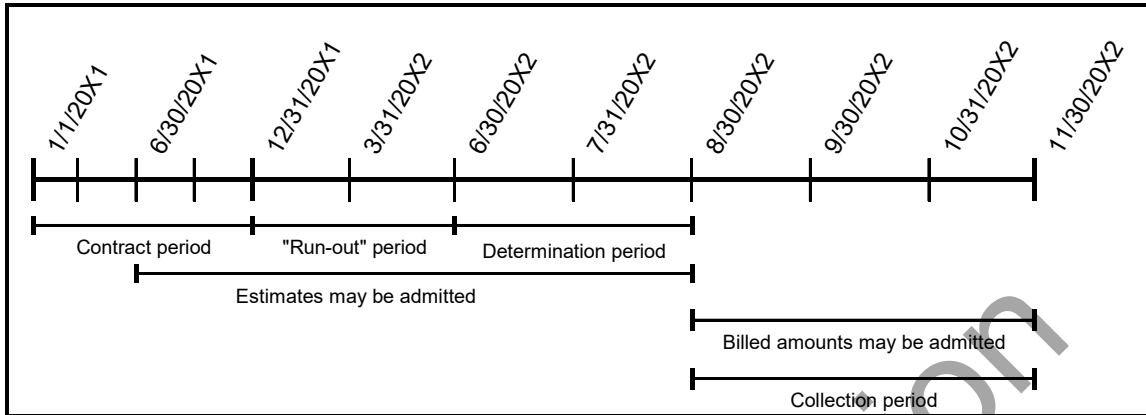 1/1/20X1
6/30/20X1
12/31/20X1
3/31/20X2
6/30/20X2
7/31/20X2
8/30/20X2
9/30/20X2
10/31/20X2
11/30/20X2
Contract period
"Run-out" period
Determination period
Estimates may be admitted
Billed amounts may be admitted
Collection period
ion